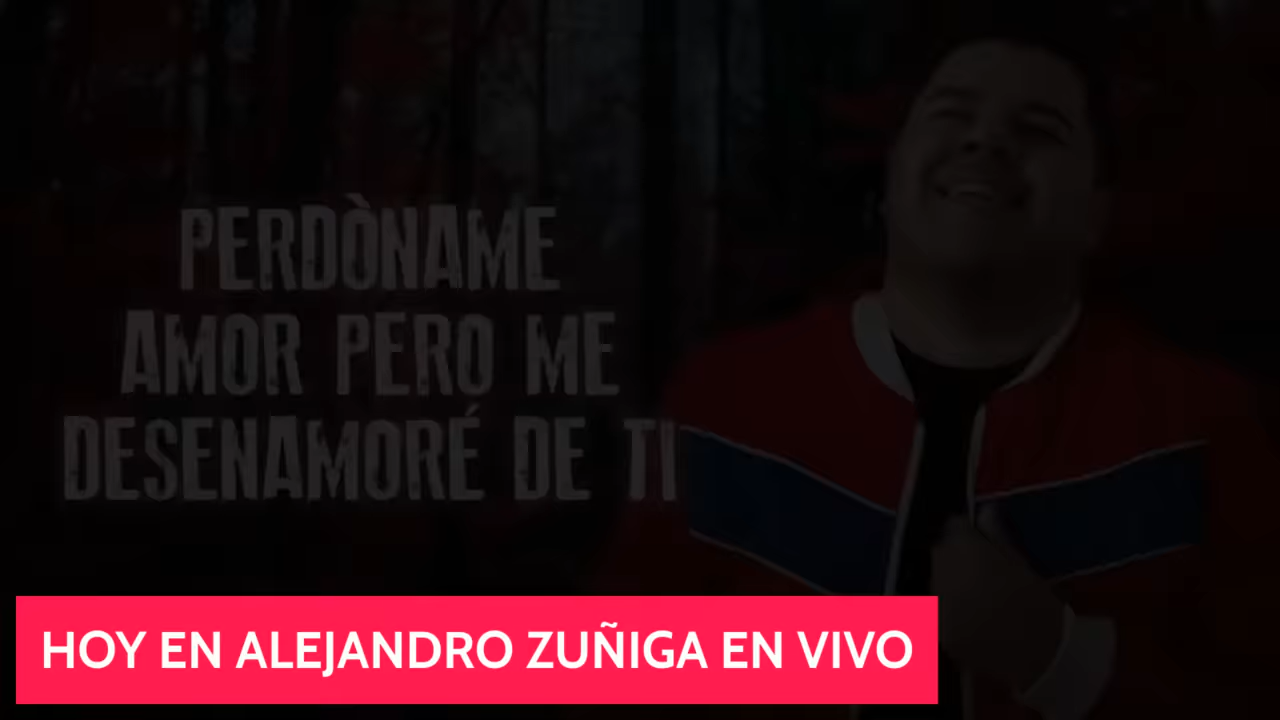 PERDÒNAME
AMOR PERO ME
DESENAMORÉ DE TI
HOY EN ALEJANDRO ZUÑIGA EN VIVO